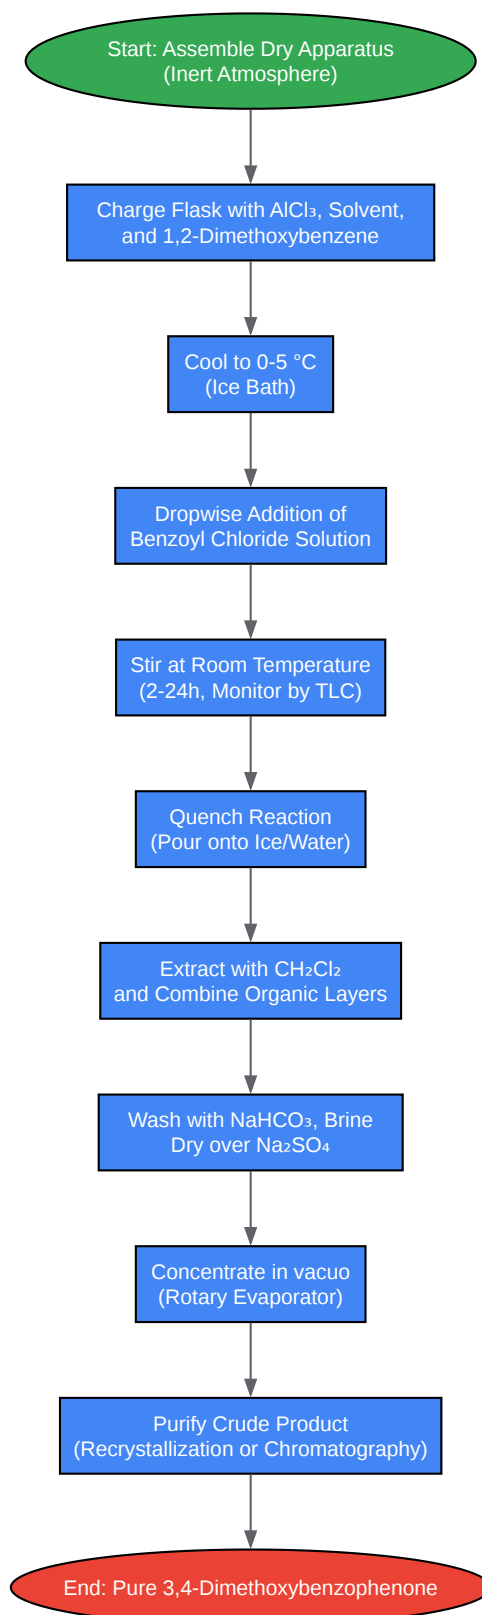 Start: Assemble Dry Apparatus
(Inert Atmosphere)
Charge Flask with AlCl₃, Solvent,
and 1,2-Dimethoxybenzene
Cool to 0-5 °C
(Ice Bath)
Dropwise Addition of
Benzoyl Chloride Solution
Stir at Room Temperature
(2-24h, Monitor by TLC)
Quench Reaction
(Pour onto Ice/Water)
Extract with CH₂Cl₂
and Combine Organic Layers
Wash with NaHCO₃, Brine
Dry over Na₂SO₄
Concentrate in vacuo
(Rotary Evaporator)
Purify Crude Product
(Recrystallization or Chromatography)
End: Pure 3,4-Dimethoxybenzophenone